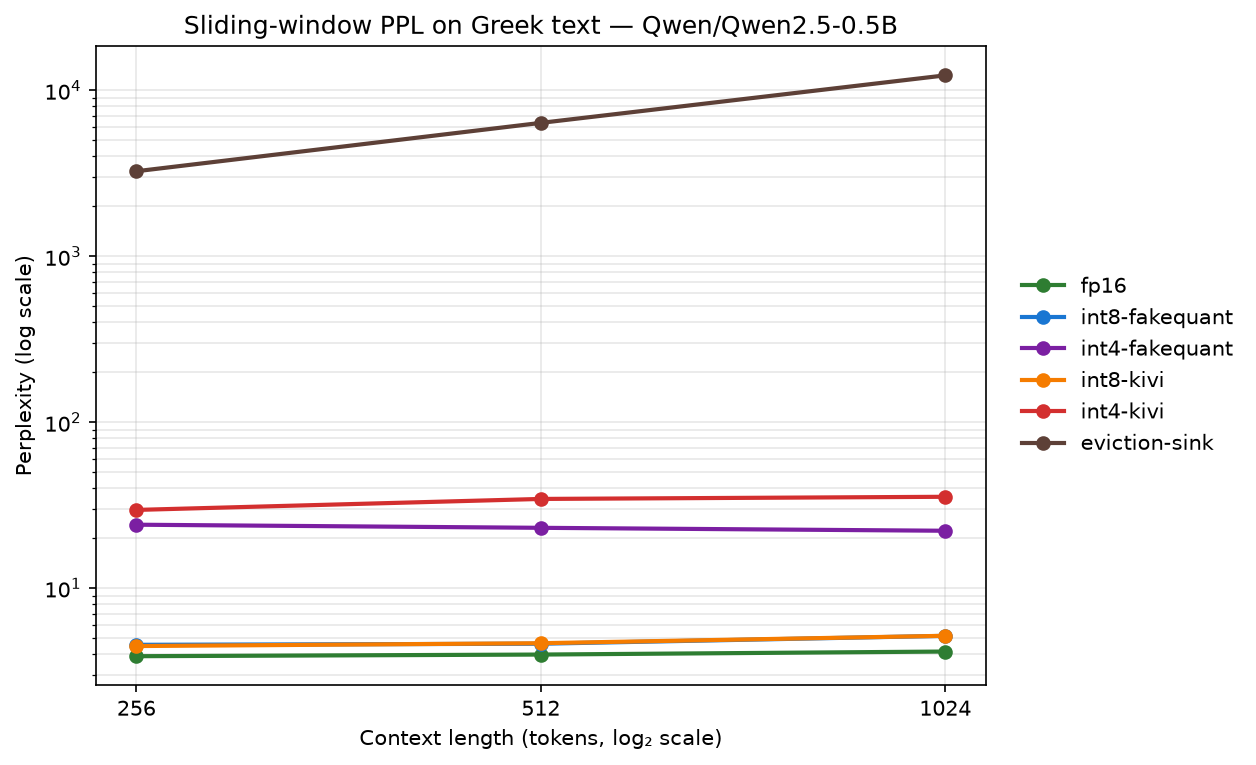 Sliding-window PPL on Greek text — Qwen/Qwen2.5-0.5B
Perplexity (log scale)
10⁴
10³
10²
10¹
256
512
1024
Context length (tokens, log₂ scale)
fp16
int8-fakequant
int4-fakequant
int8-kivi
int4-kivi
eviction-sink